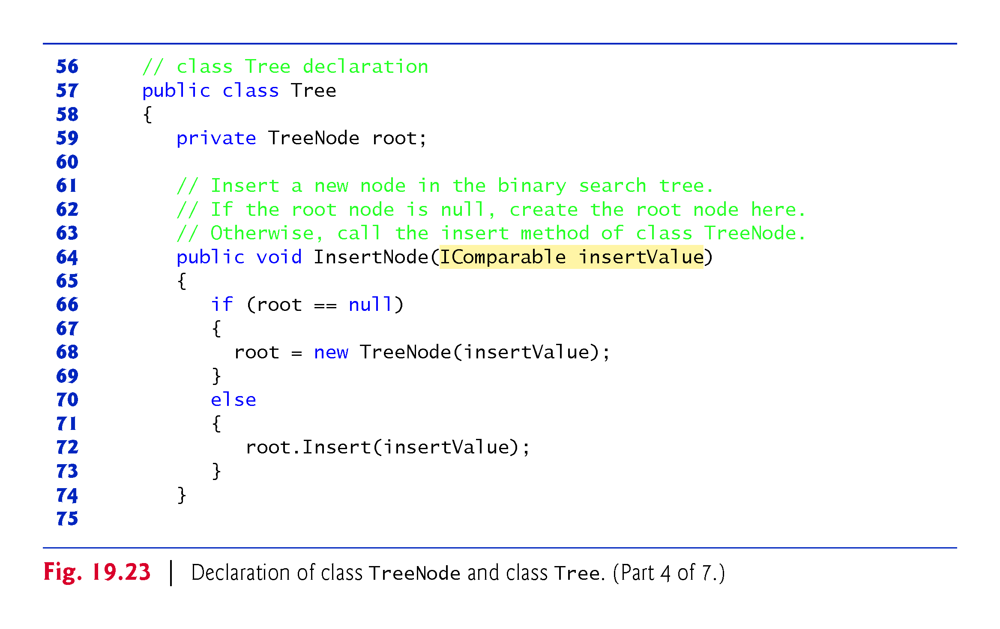 56 // class Tree declaration
57 public class Tree
58 {
59 private TreeNode root;
60
61 // Insert a new node in the binary search tree.
62 // If the root node is null, create the root node here.
63 // Otherwise, call the insert method of class TreeNode.
64 public void InsertNode(IComparable insertValue)
65 {
66 if (root == null)
67 {
68 root = new TreeNode(insertValue);
69 }
70 else
71 {
72 root.Insert(insertValue);
73 }
74 }
75
Fig. 19.23 | Declaration of class TreeNode and class Tree. (Part 4 of 7.)